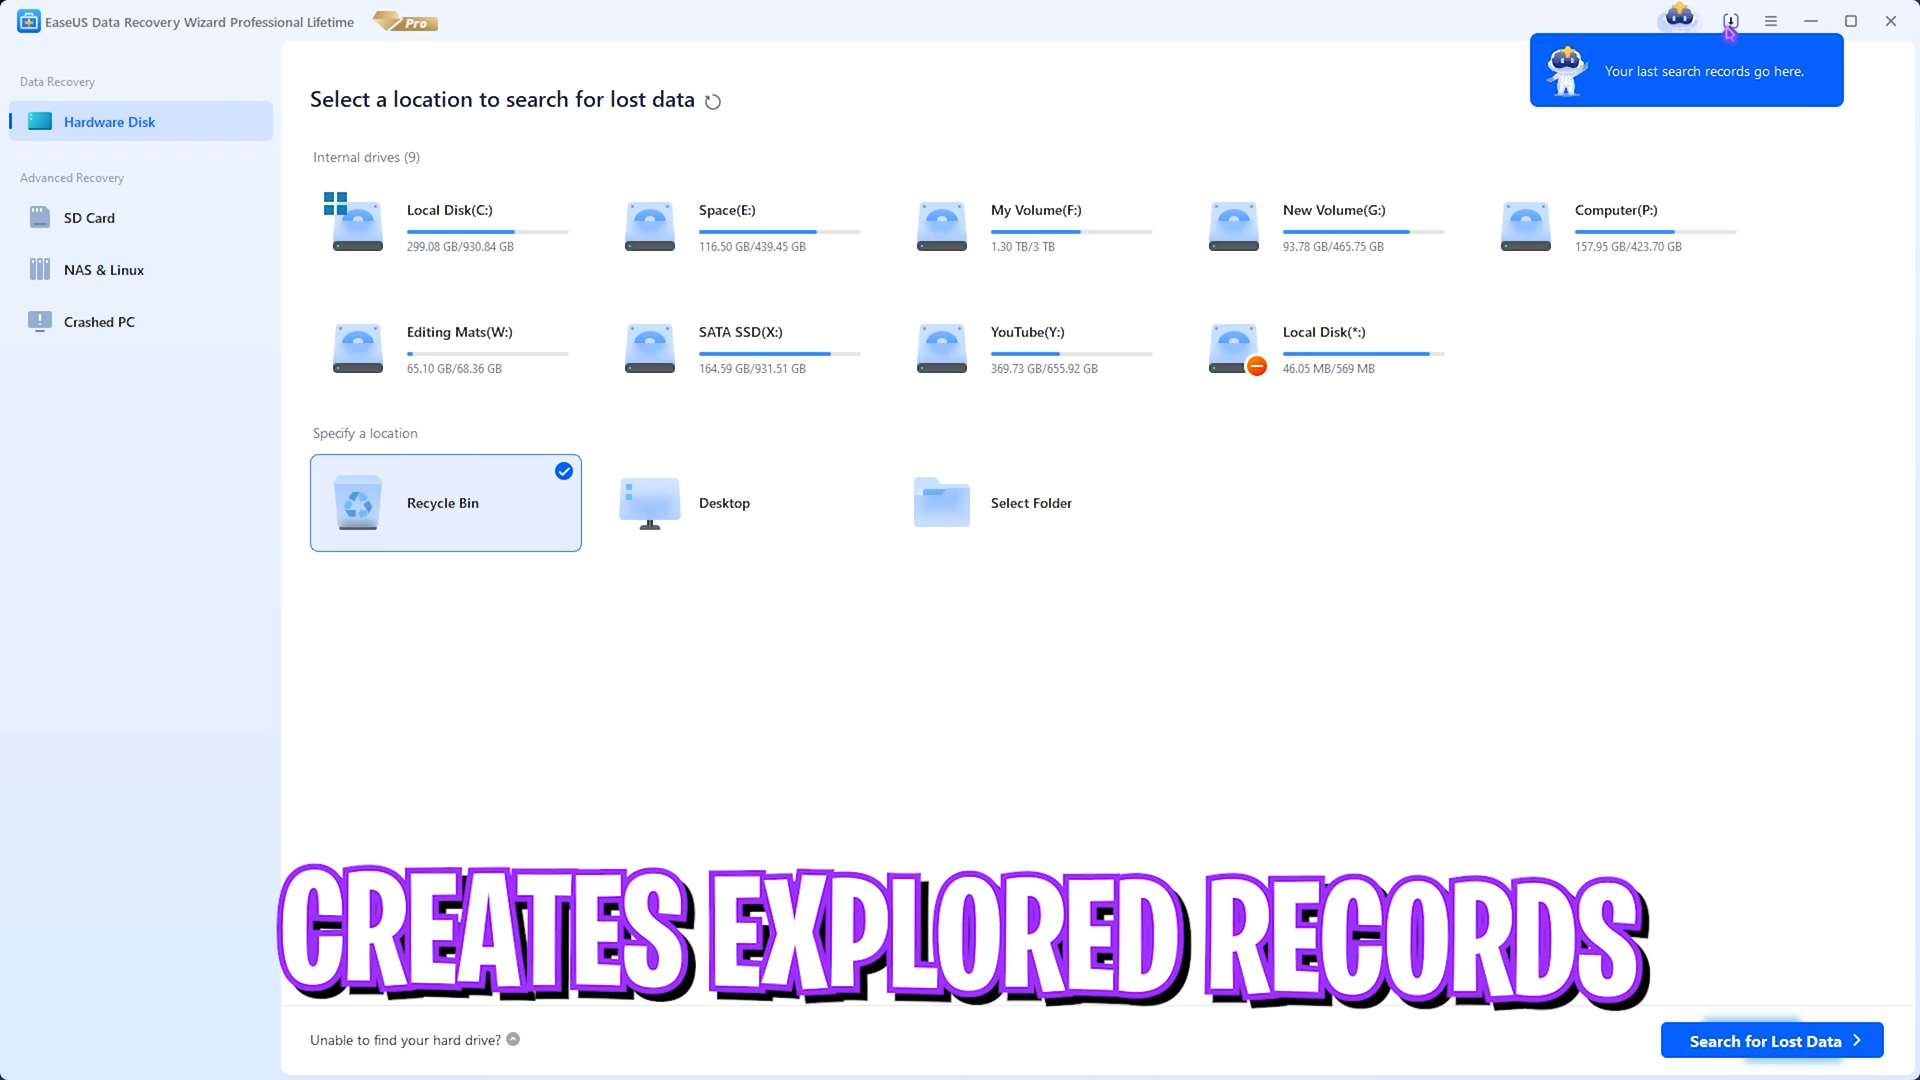 EaseUS Data Recovery Wizard Professional Lifetime
Pro
Your last search records go here.
Data Recovery
Hardware Disk
Advanced Recovery
SD Card
NAS & Linux
Crashed PC
Select a location to search for lost data
Internal drives (9)
Local Disk(C:)
299.08 GB/930.84 GB
Space(E:)
116.50 GB/439.45 GB
My Volume(F:)
1.30 TB/3 TB
New Volume(G:)
93.78 GB/465.75 GB
Computer(P:)
157.95 GB/423.70 GB
Editing Mats(W:)
65.10 GB/68.36 GB
SATA SSD(X:)
164.59 GB/931.51 GB
YouTube(Y:)
369.73 GB/655.92 GB
Local Disk(*:)
46.05 MB/569 MB
Specify a location
Recycle Bin
Desktop
Select Folder
CREATES EXPLORED RECORDS
Unable to find your hard drive?
Search for Lost Data